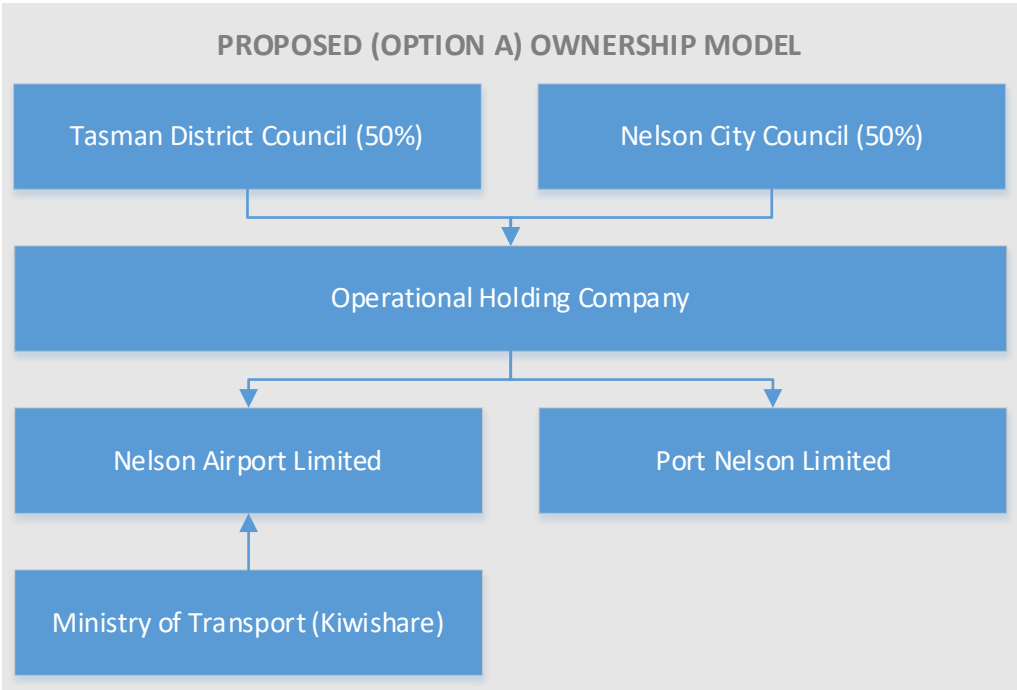 PROPOSED (OPTION A) OWNERSHIP MODEL
Tasman District Council (50%)
Nelson City Council (50%)
Operational Holding Company
Nelson Airport Limited
Port Nelson Limited
Ministry of Transport (Kiwishare)